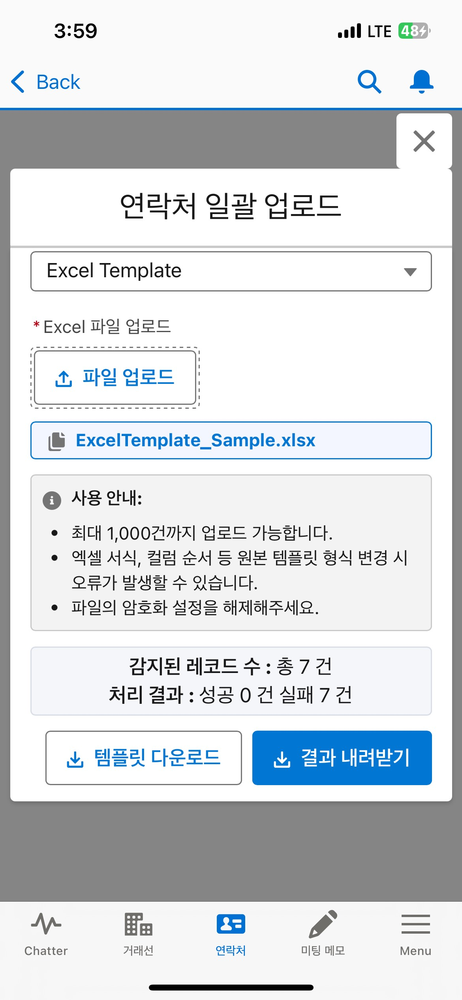 3:59
LTE
48
Back
연락처 일괄 업로드
Excel Template
* Excel 파일 업로드
파일 업로드
ExcelTemplate_Sample.xlsx
사용 안내:
• 최대 1,000건까지 업로드 가능합니다.
• 엑셀 서식, 컬럼 순서 등 원본 템플릿 형식 변경 시
오류가 발생할 수 있습니다.
• 파일의 암호화 설정을 해제해주세요.
감지된 레코드 수 : 총 7 건
처리 결과 : 성공 0 건 실패 7 건
템플릿 다운로드
결과 내려받기
Chatter
거래선
연락처
미팅 메모
Menu